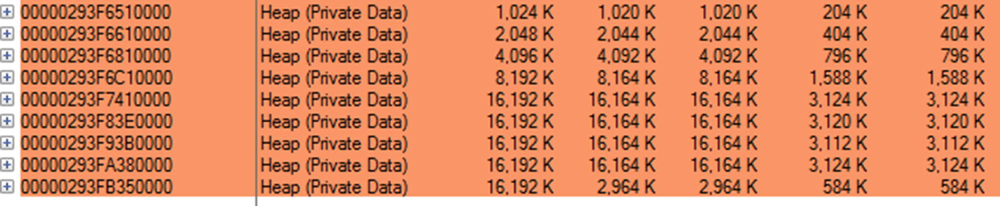 00000293F6510000 Heap (Private Data) 1,024 K 1,020 K 1,020 K 204 K 204 K
00000293F6610000 Heap (Private Data) 2,048 K 2,044 K 2,044 K 404 K 404 K
00000293F6810000 Heap (Private Data) 4,096 K 4,092 K 4,092 K 796 K 796 K
00000293F6C10000 Heap (Private Data) 8,192 K 8,164 K 8,164 K 1,588 K 1,588 K
00000293F7410000 Heap (Private Data) 16,192 K 16,164 K 16,164 K 3,124 K 3,124 K
00000293F83E0000 Heap (Private Data) 16,192 K 16,164 K 16,164 K 3,120 K 3,120 K
00000293F93B0000 Heap (Private Data) 16,192 K 16,164 K 16,164 K 3,112 K 3,112 K
00000293FA380000 Heap (Private Data) 16,192 K 16,164 K 16,164 K 3,124 K 3,124 K
00000293FB350000 Heap (Private Data) 16,192 K 2,964 K 2,964 K 584 K 584 K